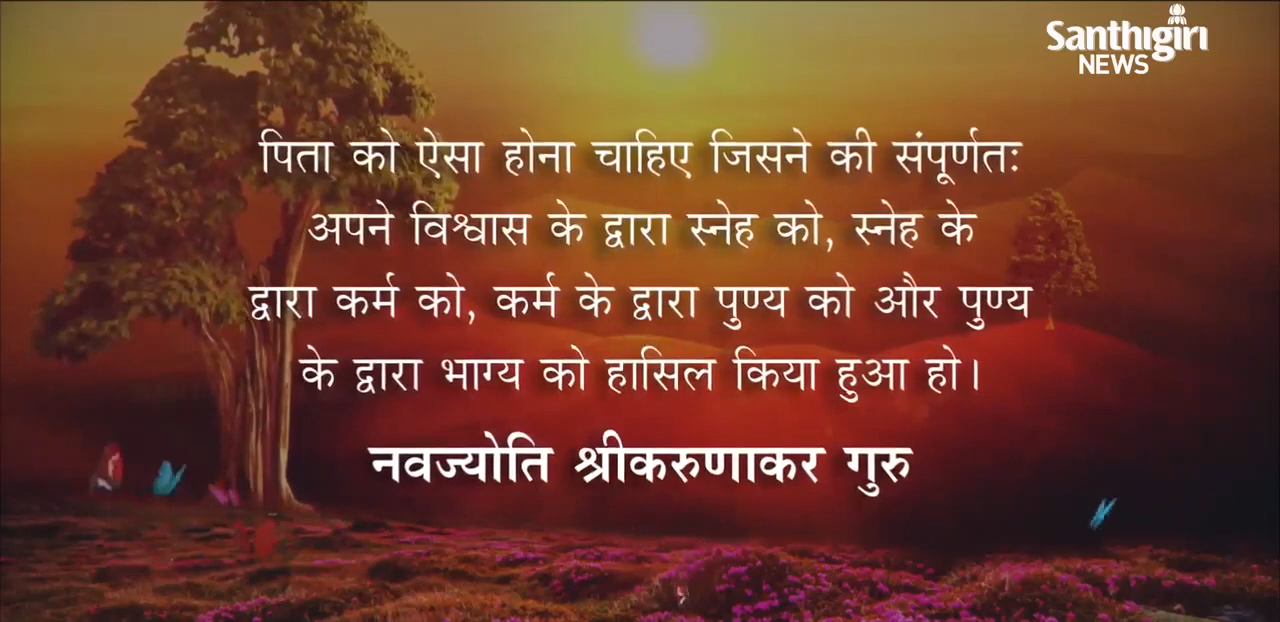 Santhigiri
NEWS
पिता को ऐसा होना चाहिए जिसने की संपूर्णतः
अपने विश्वास के द्वारा स्नेह को, स्नेह के
द्वारा कर्म को, कर्म के द्वारा पुण्य को और पुण्य
के द्वारा भाग्य को हासिल किया हुआ हो।
नवज्योति श्रीकरुणाकर गुरु